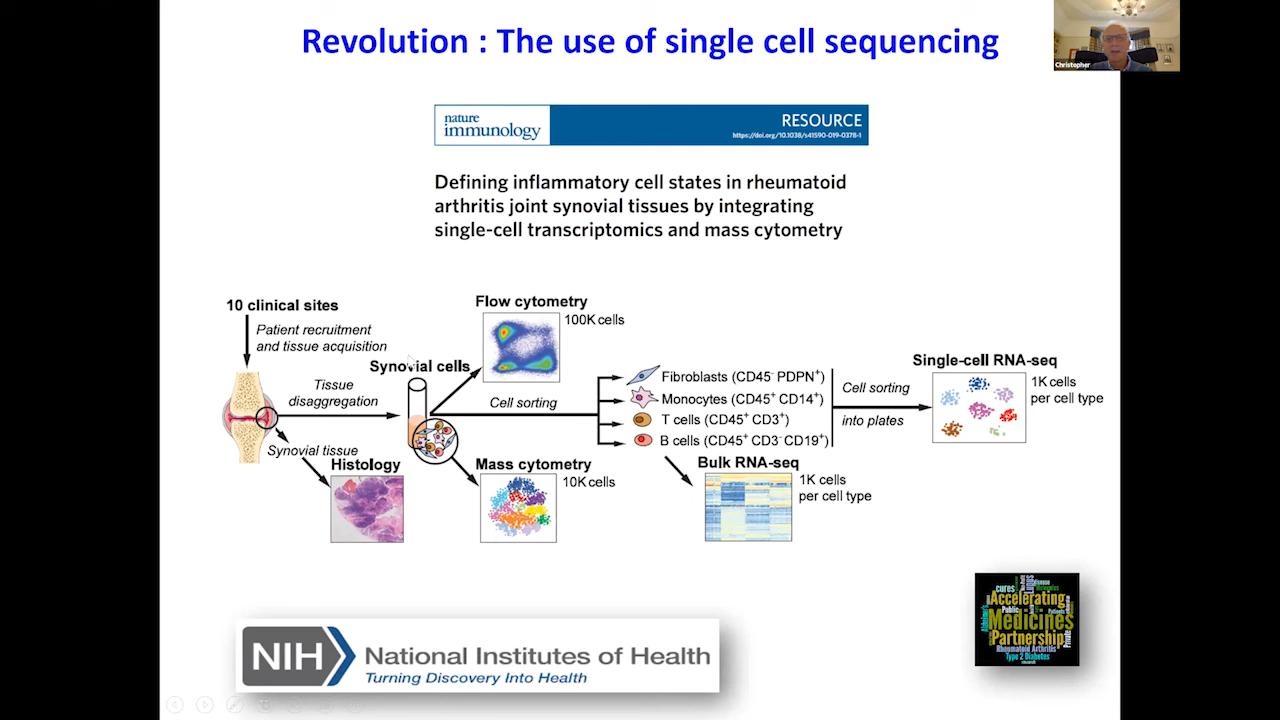 Revolution : The use of single cell sequencing
Christopher
nature
immunology
RESOURCE
https://doi.org/10.1038/s41590-019-0378-1
Defining inflammatory cell states in rheumatoid
arthritis joint synovial tissues by integrating
single-cell transcriptomics and mass cytometry
10 clinical sites
Patient recruitment
and tissue acquisition
Tissue
disaggregation
Synovial tissue
Histology
Synovial cells
Flow cytometry
100K cells
Cell sorting
Mass cytometry
10K cells
Fibroblasts (CD45⁻ PDPN⁺)
Monocytes (CD45⁺ CD14⁺)
T cells (CD45⁺ CD3⁺)
B cells (CD45⁺ CD3⁻ CD19⁺)
Bulk RNA-seq
1K cells
per cell type
Cell sorting
into plates
Single-cell RNA-seq
1K cells
per cell type
NIH
National Institutes of Health
Turning Discovery Into Health
cures
disease
Accelerating
Public
Patients
Medicines
Partnership
Private
Rheumatoid Arthritis
Type 2 Diabetes